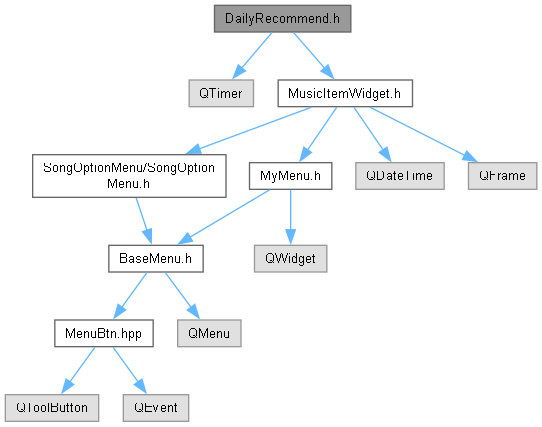 DailyRecommend.h
QTimer
MusicItemWidget.h
SongOptionMenu/SongOption
Menu.h
MyMenu.h
QDateTime
QFrame
BaseMenu.h
QWidget
MenuBtn.hpp
QMenu
QToolButton
QEvent